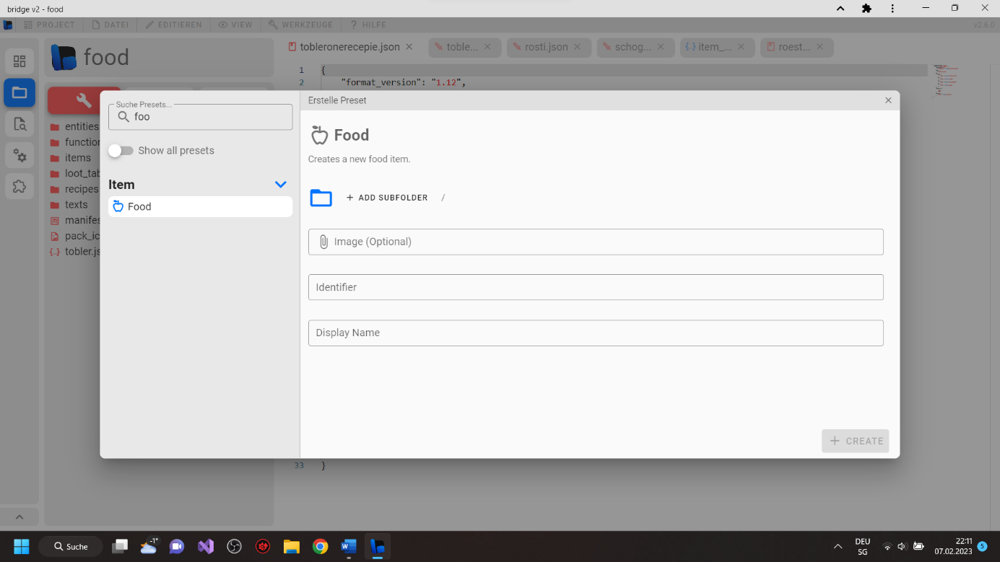 bridge v2 - food
PROJECT DATEI EDITIEREN VIEW WERKZEUGE ? HILFE v2.6.0
food
tobleronerecepie.json toble... rosti.json schog... item_... roest...
1 {
2 "format_version": "1.12",
entities
function
items
loot_tab
recipes
texts
manifes
pack_ic
tobler.js
Suche Presets...
foo
Show all presets
Item
Food
Erstelle Preset
Food
Creates a new food item.
+ ADD SUBFOLDER /
Image (Optional)
Identifier
Display Name
+ CREATE
33 }
Suche
-1°
DEU
SG
22:11
07.02.2023
5